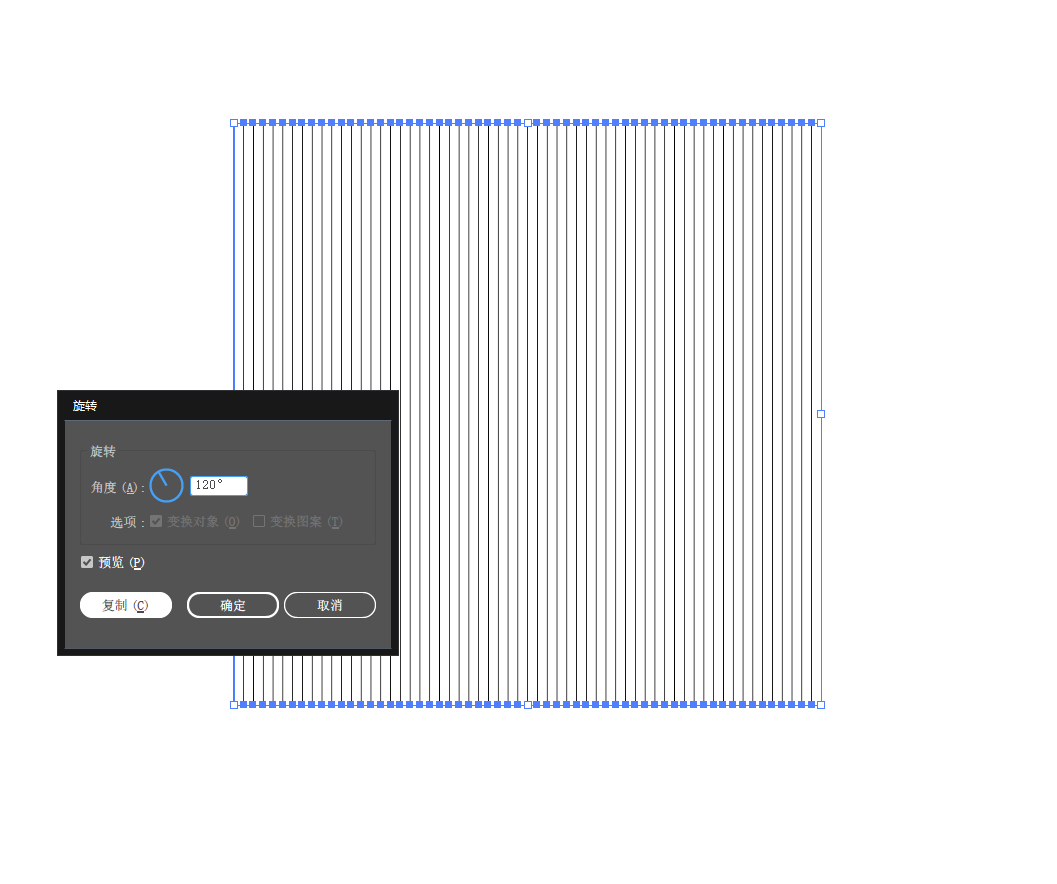 旋转
旋转
角度 (A) : 120°
选项 : 变换对象 (O) 变换图案 (T)
预览 (P)
复制 (C) 确定 取消